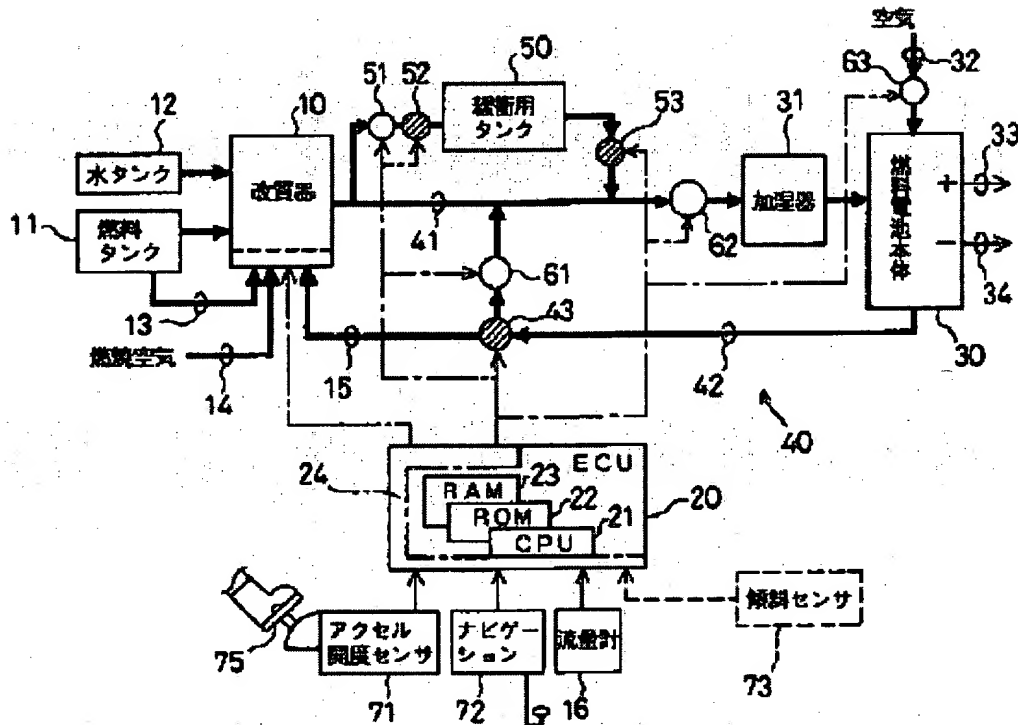 空気
50
63
32
51
52
緩衝用
タンク
53
12
10
31
33
水タンク
改質器
加湿器
燃料電池本体
+
11
燃料
タンク
41
62
−
34
61
13
43
30
燃焼空気
15
42
14
40
ECU
24
RAM
23
20
ROM
22
CPU
21
傾斜センサ
アクセル
開度センサ
ナビゲー
ション
流量計
75
71
72
16
73